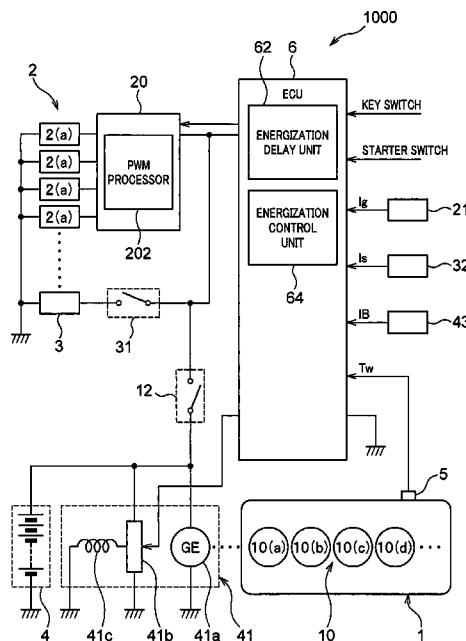 1000
62
6
2
20
ECU
KEY SWITCH
2(a)
ENERGIZATION
DELAY UNIT
2(a)
PWM
PROCESSOR
STARTER SWITCH
2(a)
2(a)
202
ENERGIZATION
CONTROL
UNIT
Ig
21
64
Is
32
3
31
IB
43
Tw
12
5
GE
10(a)
10(b)
10(c)
10(d)
4
41c
41b
41a
41
10
1